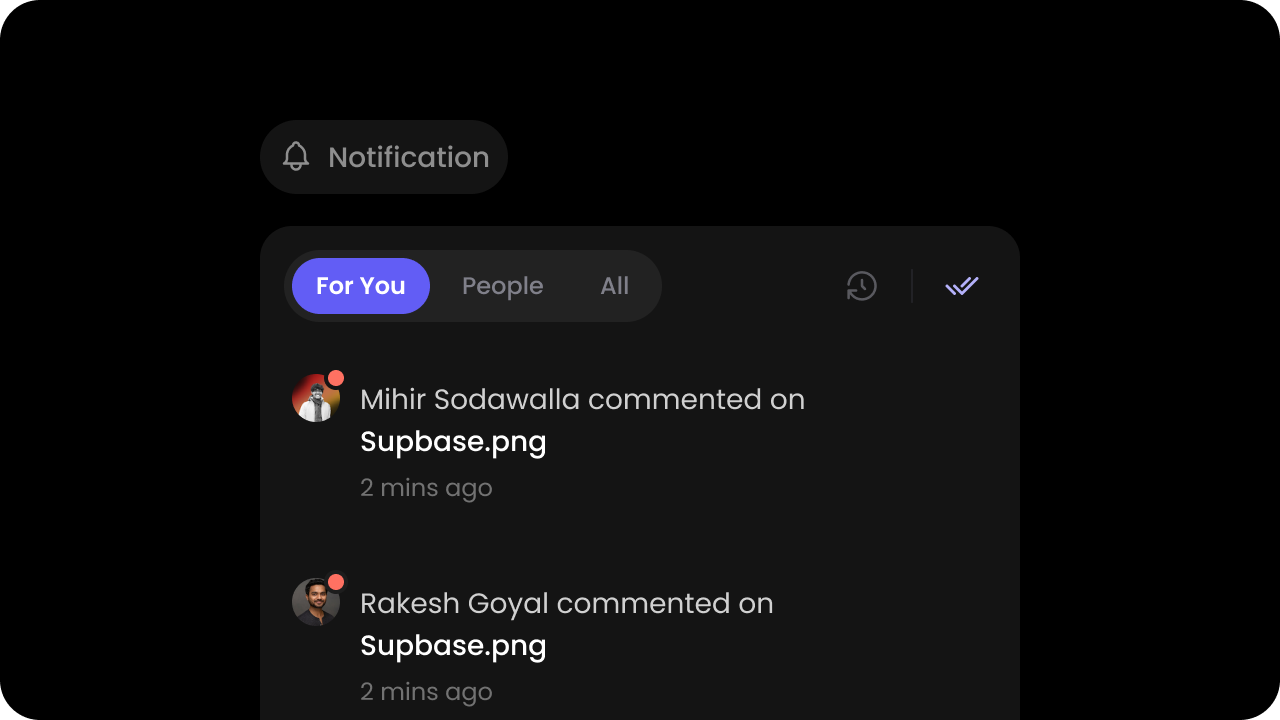 Notification
For You
People
All
Mihir Sodawalla commented on
Supbase.png
2 mins ago
Rakesh Goyal commented on
Supbase.png
2 mins ago